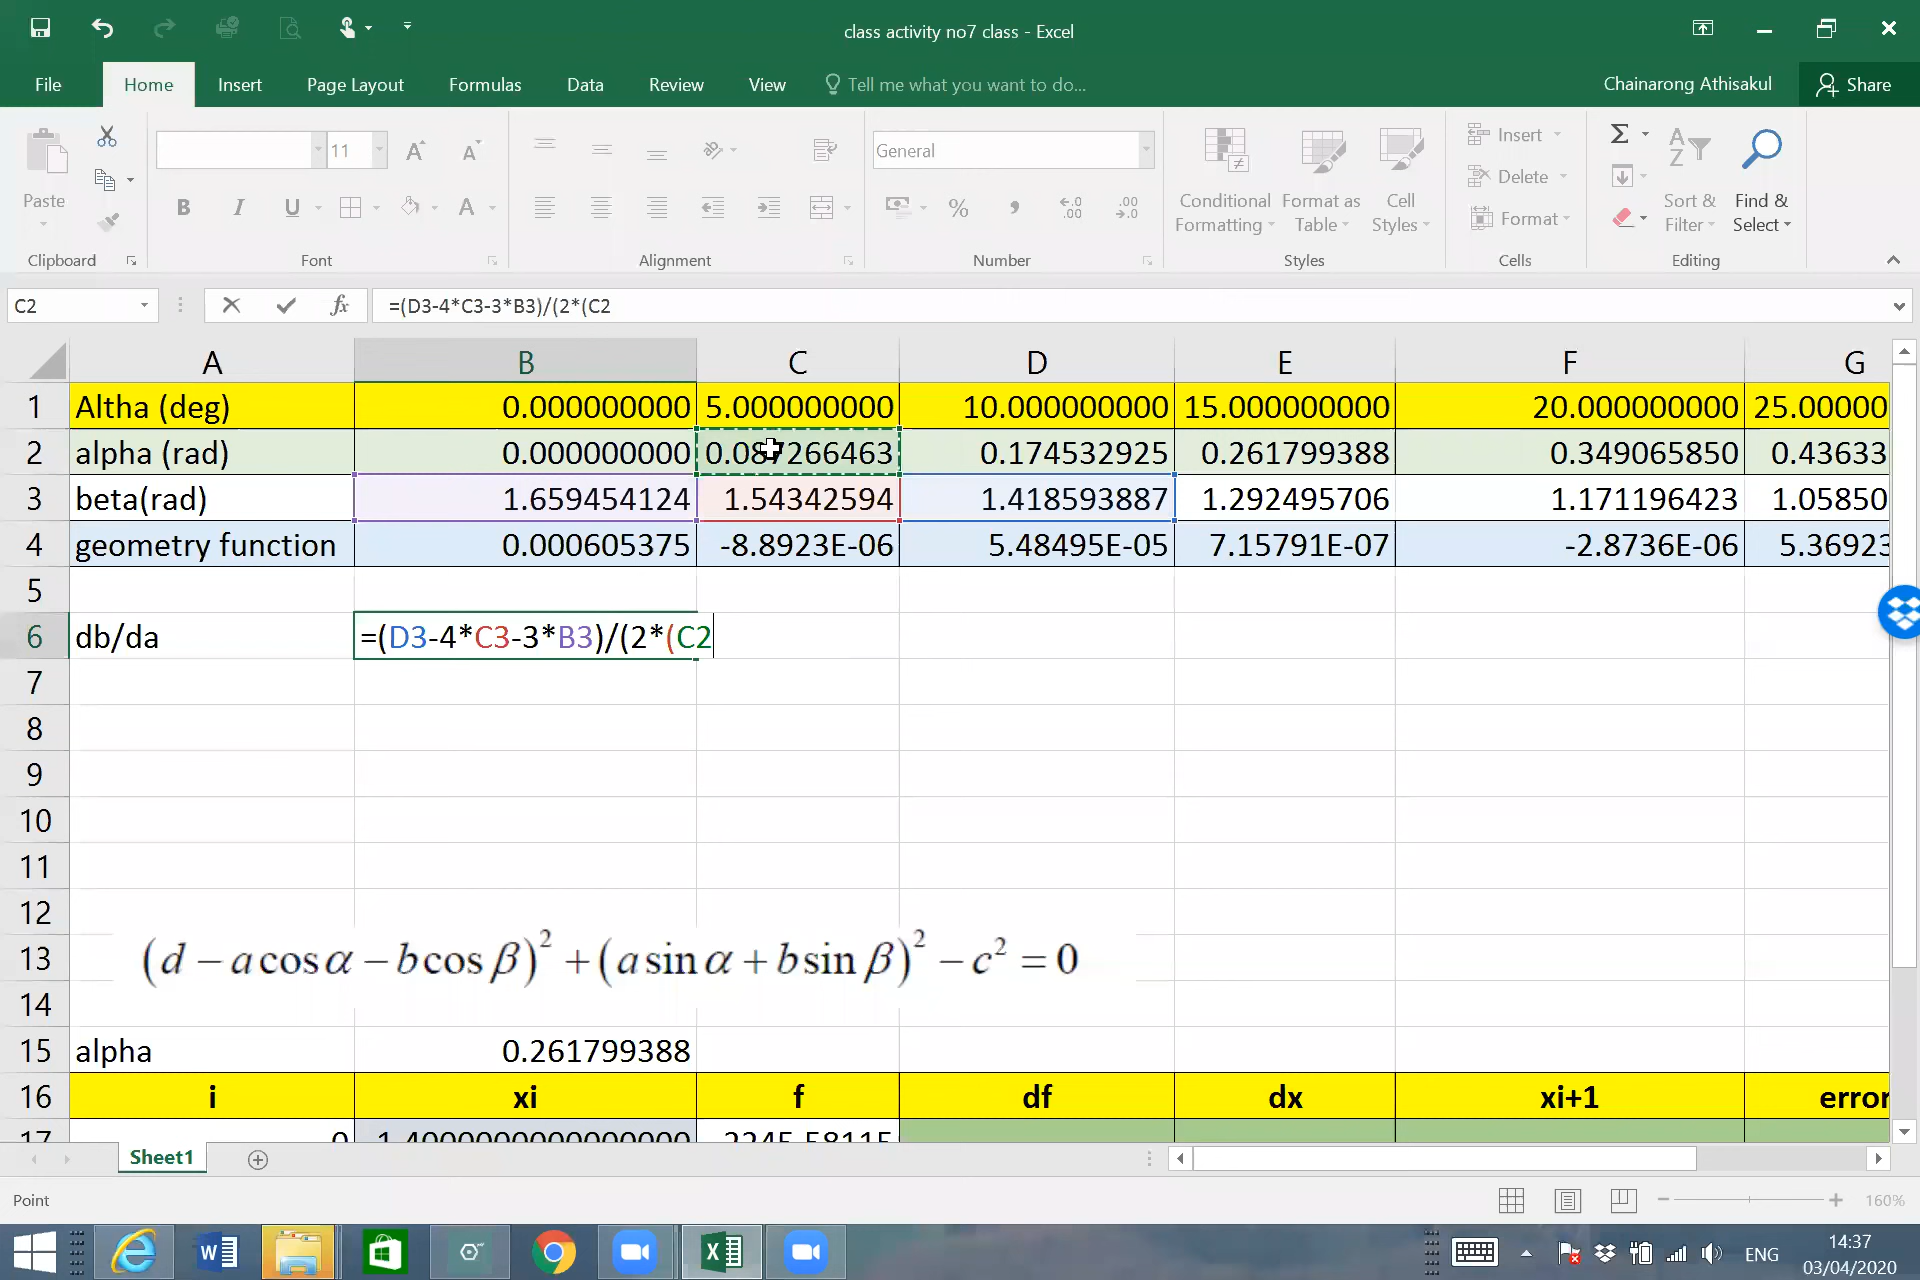 class activity no7 class - Excel
File Home Insert Page Layout Formulas Data Review View Tell me what you want to do... Chainarong Athisakul Share
Paste
Clipboard
11
Font
Alignment
General
Number
Conditional Formatting
Format as Table
Cell Styles
Styles
Insert
Delete
Format
Cells
Sort & Filter
Find & Select
Editing
C2 =(D3-4*C3-3*B3)/(2*(C2
A B C D E F G
1 Altha (deg) 0.000000000 5.000000000 10.000000000 15.000000000 20.000000000 25.00000
2 alpha (rad) 0.000000000 0.087266463 0.174532925 0.261799388 0.349065850 0.43633
3 beta(rad) 1.659454124 1.54342594 1.418593887 1.292495706 1.171196423 1.05850
4 geometry function 0.000605375 -8.8923E-06 5.48495E-05 7.15791E-07 -2.8736E-06 5.36923
5
6 db/da =(D3-4*C3-3*B3)/(2*(C2
7
8
9
10
11
12
13 (d − a cos α − b cos β)² + (a sin α + b sin β)² − c² = 0
14
15 alpha 0.261799388
16 i xi f df dx xi+1 error
17 0 1.4000000000000000
Sheet1
Point 160%
ENG 14:37
03/04/2020